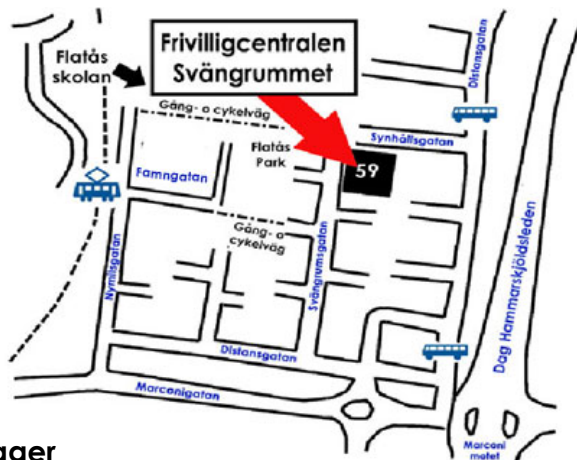 Frivilligcentralen
Svängrummet
Flatås
skolan
Gång- o cykelväg
Distansgatan
Synhållsgatan
Flatås
Park
59
Famngatan
Gång- o
cykelväg
Nymilsgatan
Svängrumsgatan
Dag Hammarskjöldsleden
Distansgatan
Marconigatan
Marconi
motet
ager